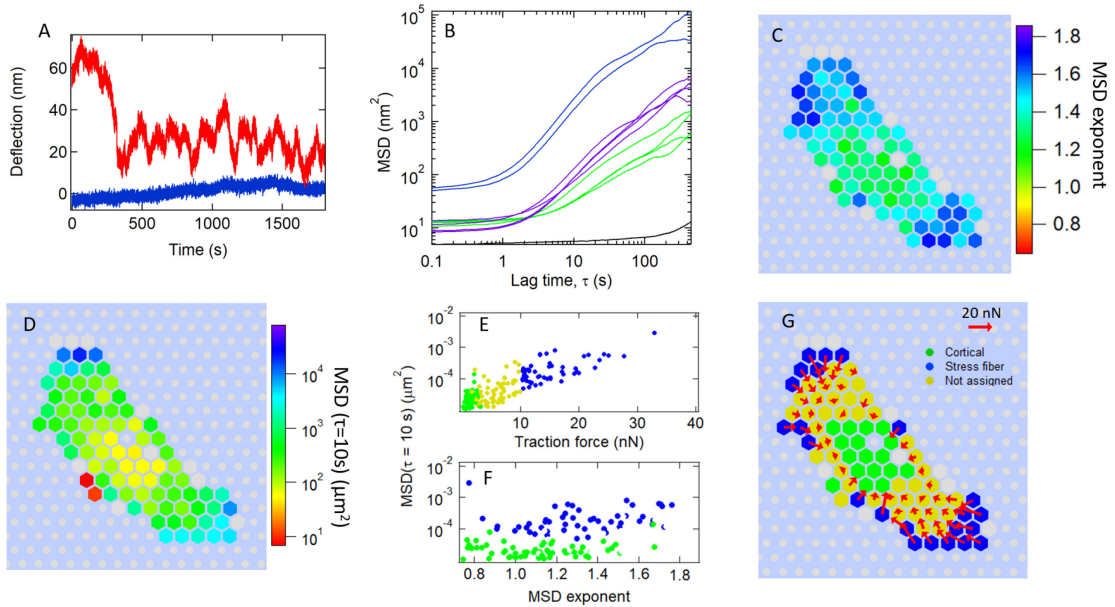 A
Deflection (nm)
60
40
20
0
0
500
1000
1500
Time (s)
B
MSD (nm²)
10⁵
10⁴
10³
10²
10¹
0.1
1
10
100
Lag time, τ (s)
C
1.8
1.6
1.4
1.2
1.0
0.8
MSD exponent
D
10⁴
10³
10²
10¹
MSD (τ=10s) (μm²)
E
10⁻²
10⁻³
10⁻⁴
0
10
20
30
40
Traction force (nN)
MSD(τ = 10 s) (μm²)
F
10⁻²
10⁻³
10⁻⁴
0.8
1.0
1.2
1.4
1.6
1.8
MSD exponent
G
20 nN
Cortical
Stress fiber
Not assigned